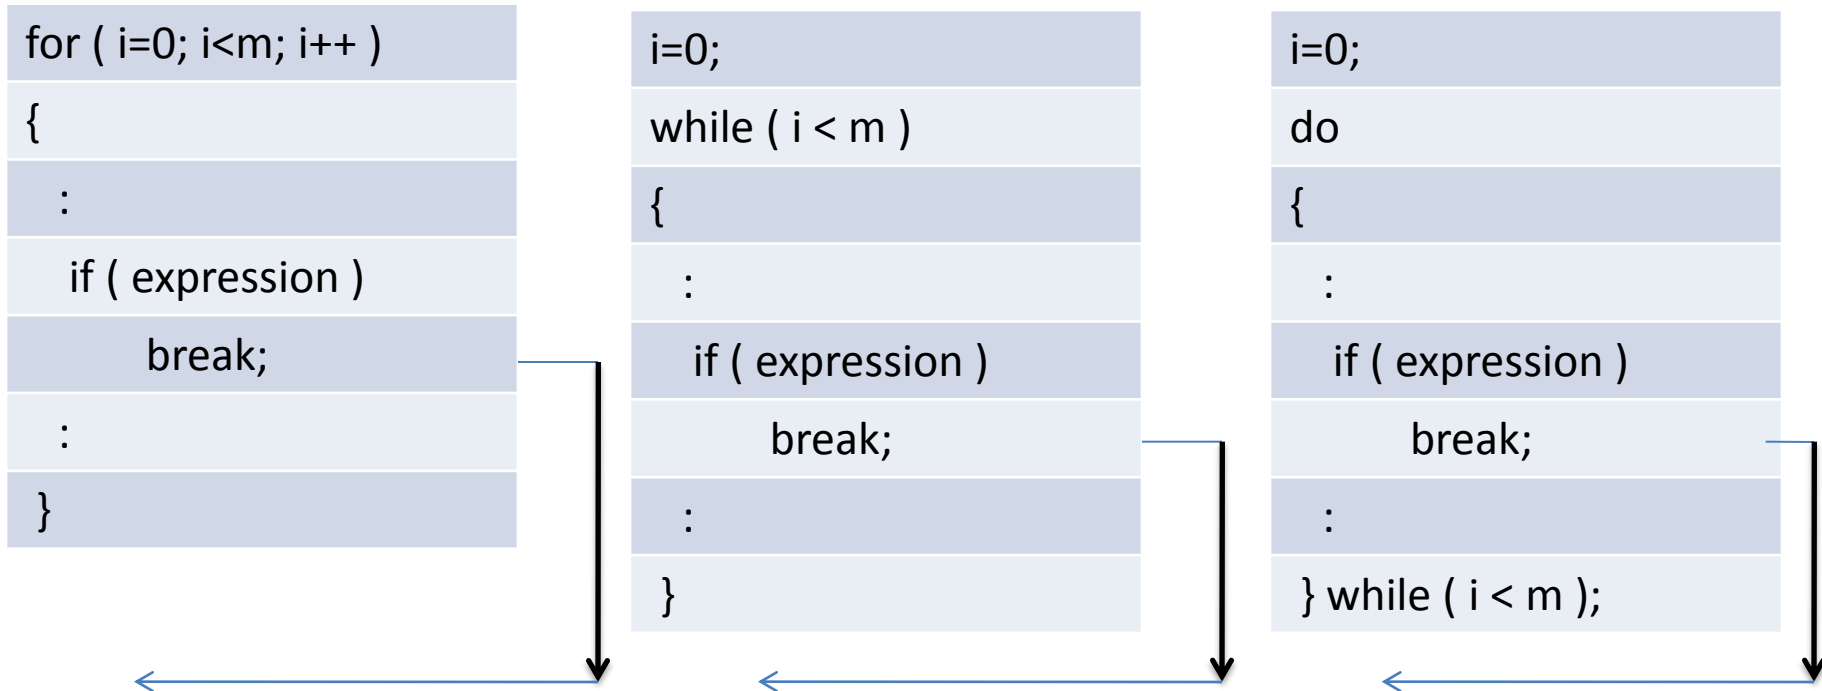 for ( i=0; i<m; i++ )
{
:
if ( expression )
break;
:
}
i=0;
while ( i < m )
{
:
if ( expression )
break;
:
}
i=0;
do
{
:
if ( expression )
break;
:
} while ( i < m );